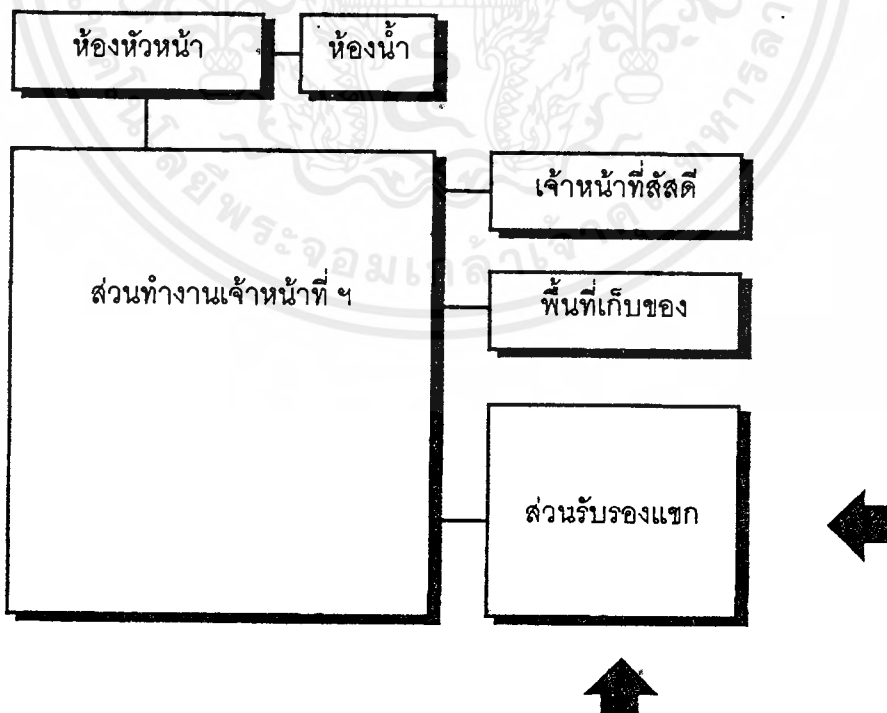 ห้องหัวหน้า
ห้องน้ำ
เจ้าหน้าที่สัสดี
ส่วนทำงานเจ้าหน้าที่ ฯ
พื้นที่เก็บของ
ส่วนรับรองแขก